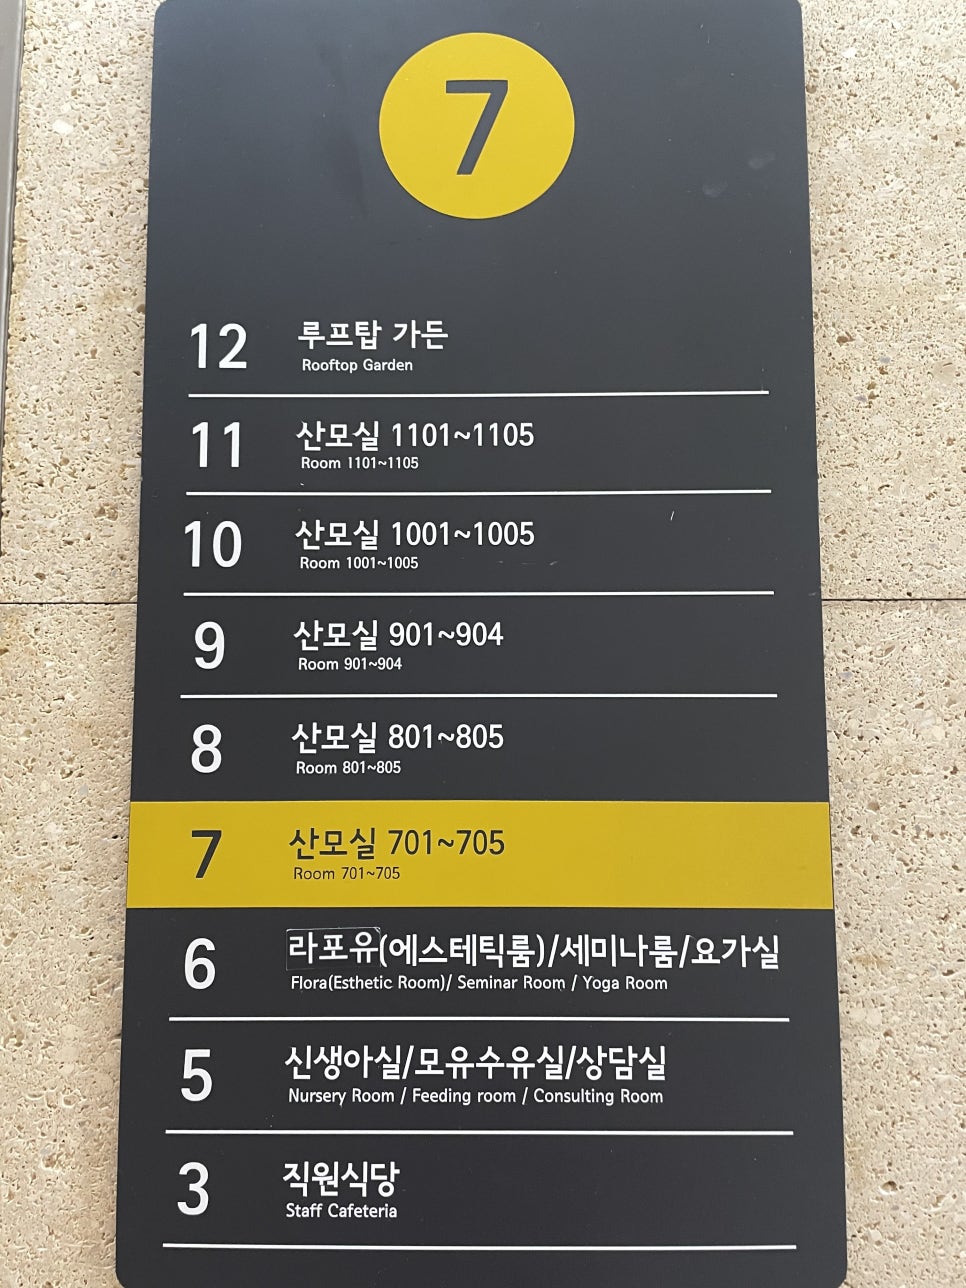 7
12 루프탑 가든
Rooftop Garden
11 산모실 1101~1105
Room 1101~1105
10 산모실 1001~1005
Room 1001~1005
9 산모실 901~904
Room 901~904
8 산모실 801~805
Room 801~805
7 산모실 701~705
Room 701~705
6 라포유(에스테틱룸)/세미나룸/요가실
Flora(Esthetic Room)/ Seminar Room / Yoga Room
5 신생아실/모유수유실/상담실
Nursery Room / Feeding room / Consulting Room
3 직원식당
Staff Cafeteria